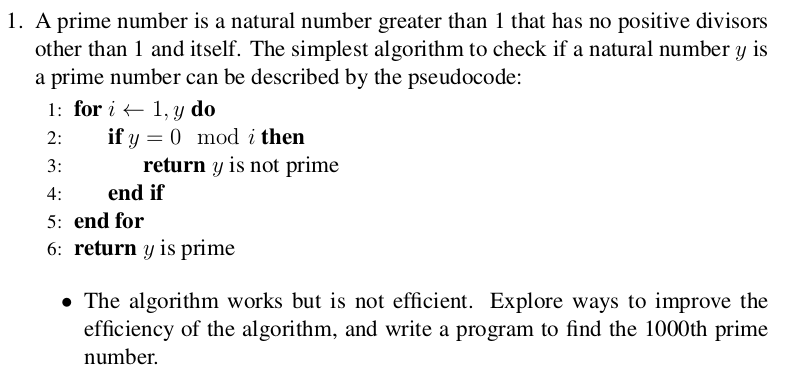 1. A prime number is a natural number greater than 1 that has no positive divisors
other than 1 and itself. The simplest algorithm to check if a natural number y is
a prime number can be described by the pseudocode:
1: for i ← 1, y do
2: if y = 0 mod i then
3: return y is not prime
4: end if
5: end for
6: return y is prime
• The algorithm works but is not efficient. Explore ways to improve the
efficiency of the algorithm, and write a program to find the 1000th prime
number.